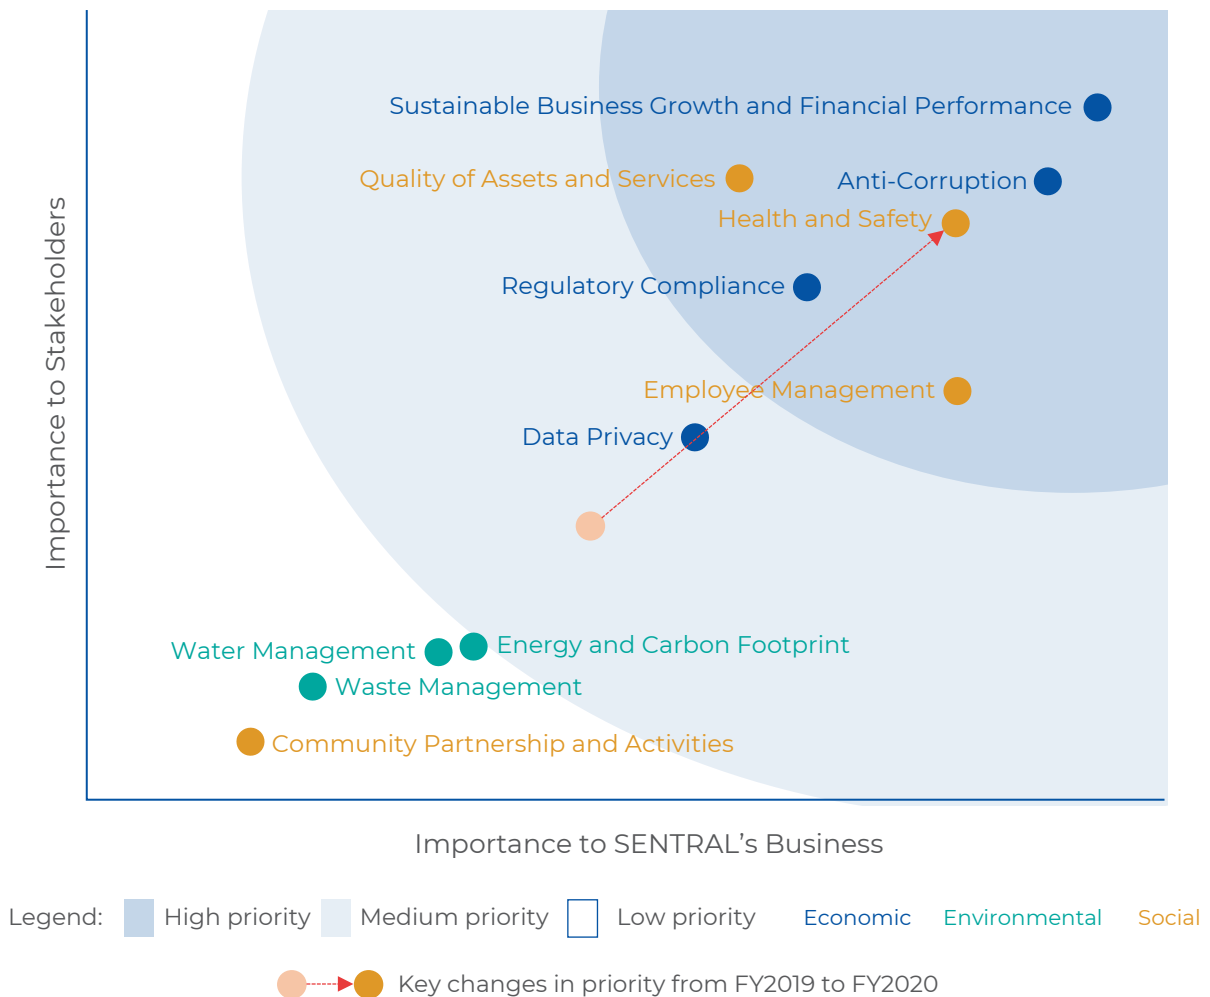 Sustainable Business Growth and Financial Performance
Quality of Assets and Services
Anti-Corruption
Health and Safety
Regulatory Compliance
Employee Management
Data Privacy
Energy and Carbon Footprint
Water Management
Waste Management
Community Partnership and Activities
Importance to Stakeholders
Importance to SENTRAL’s Business
Legend: High priority Medium priority Low priority Economic Environmental Social
Key changes in priority from FY2019 to FY2020